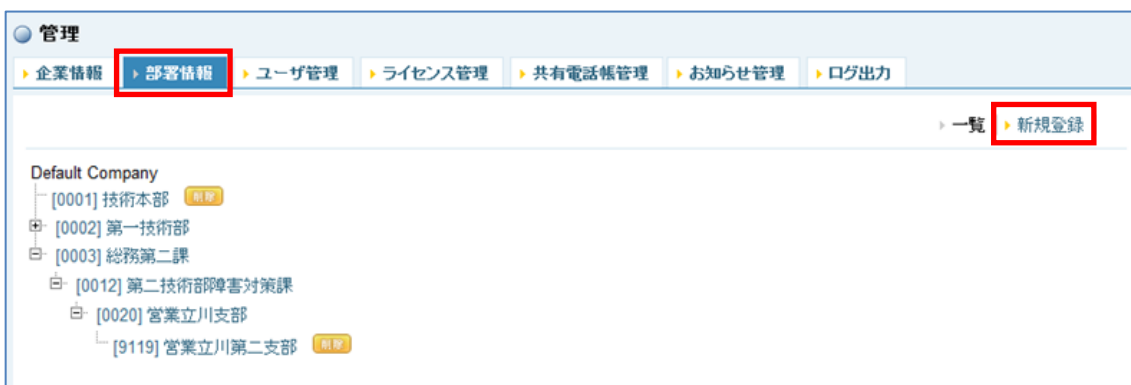 管理
企業情報 部署情報 ユーザ管理 ライセンス管理 共有電話帳管理 お知らせ管理 ログ出力
一覧 新規登録
Default Company
[0001] 技術本部 削除
[0002] 第一技術部
[0003] 総務第二課
[0012] 第二技術部障害対策課
[0020] 営業立川支部
[9119] 営業立川第二支部 削除